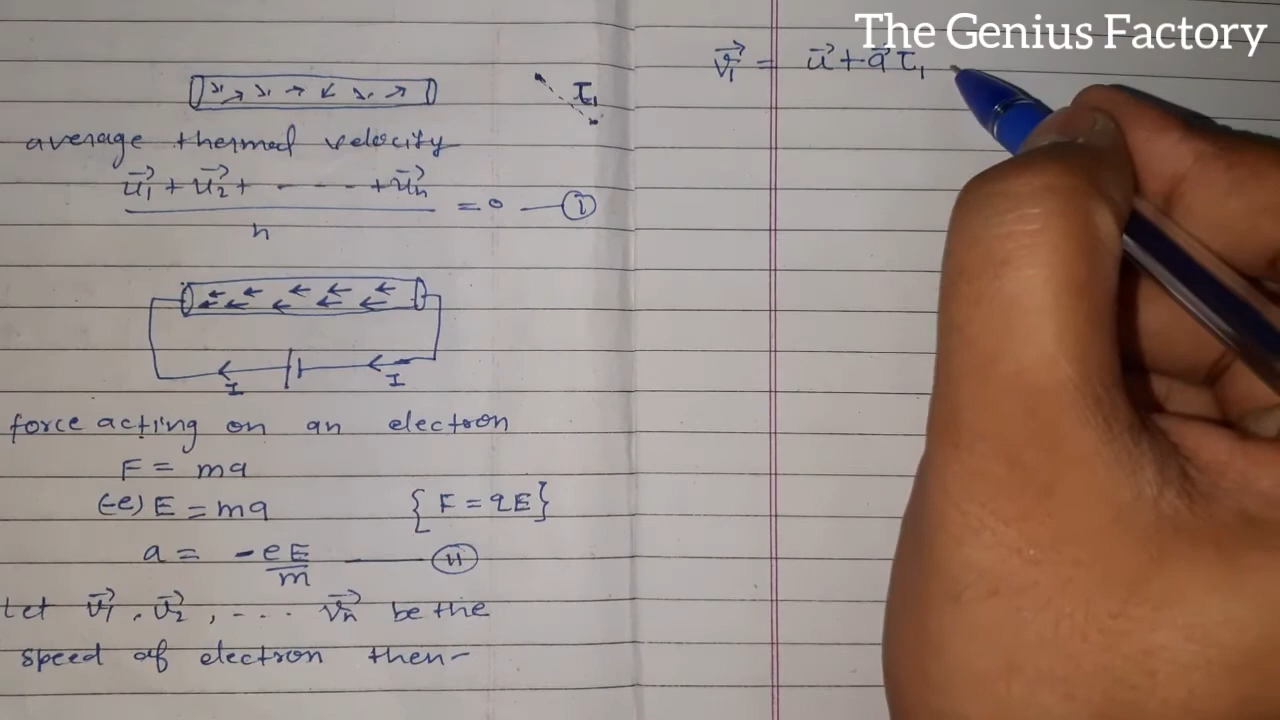 The Genius Factory
τ₁
average thermal velocity
u⃗₁ + u⃗₂ + - - - - + u⃗ₙ
n
= 0 — (I)
I
I
force acting on an electron
F = ma
(-e) E = ma {F = qE}
a = -eE/m — (II)
Let v⃗₁, v⃗₂, .... v⃗ₙ be the
speed of electron then-
v⃗₁ = u⃗ + a⃗ τ₁